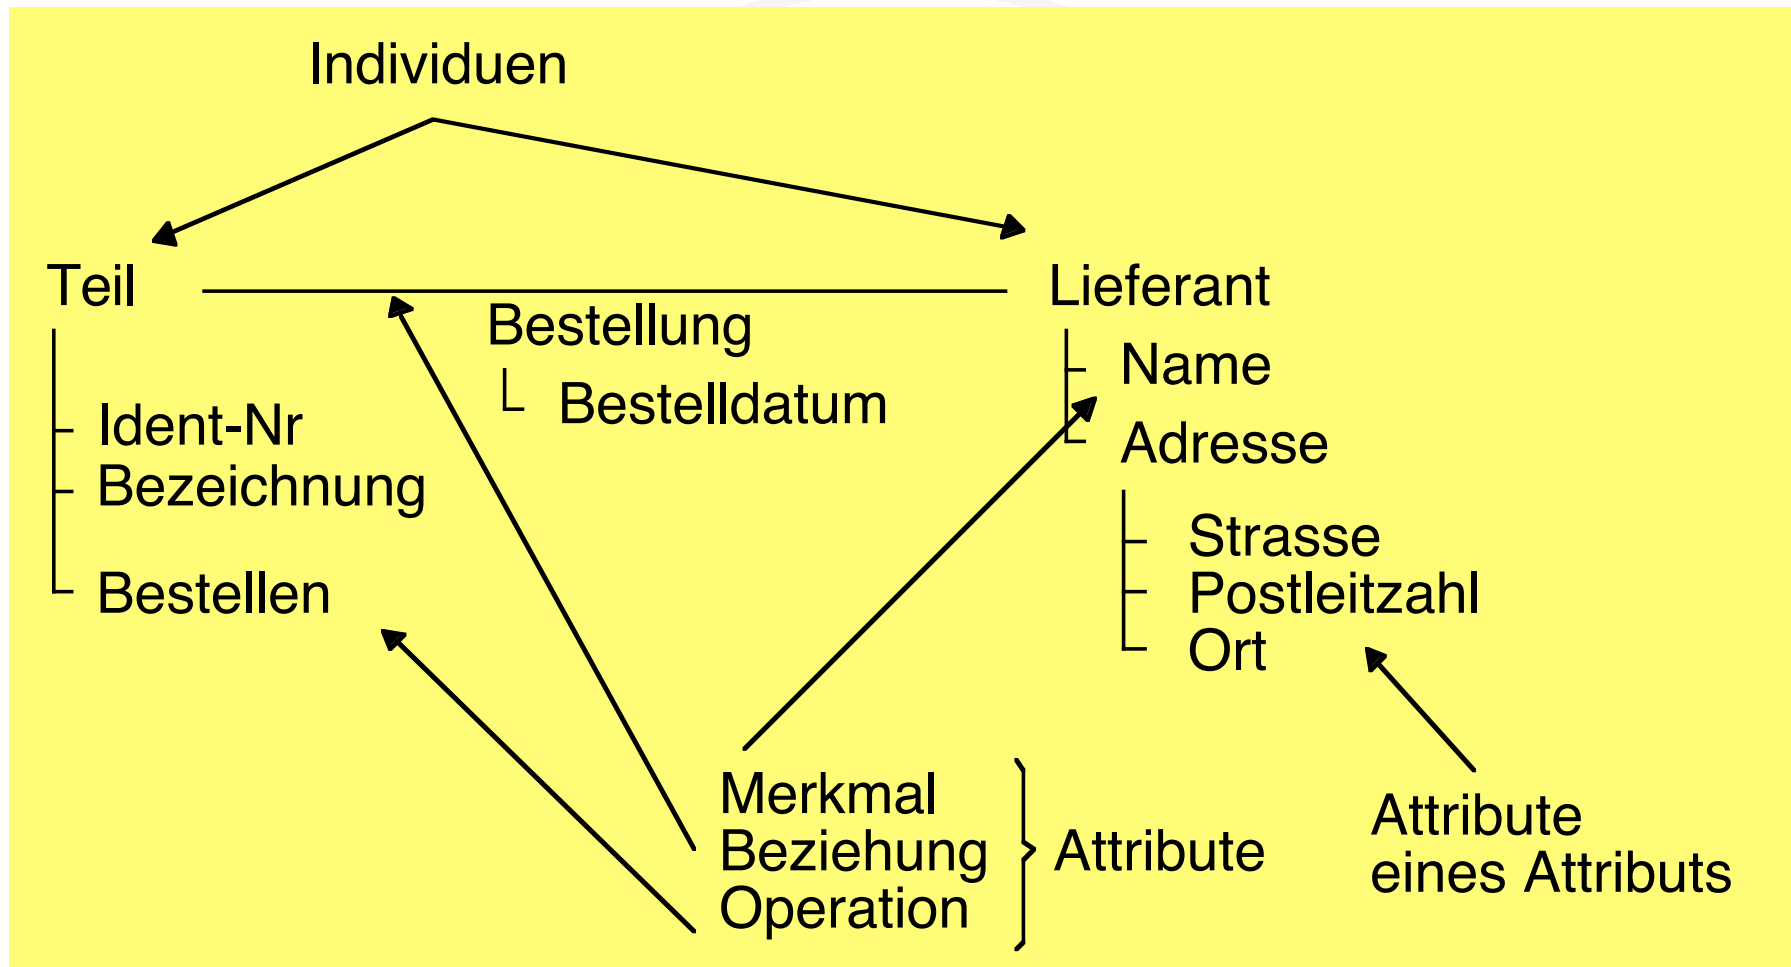 Individuen
Teil
Lieferant
Bestellung
Bestelldatum
Name
Adresse
Ident-Nr
Bezeichnung
Bestellen
Strasse
Postleitzahl
Ort
Merkmal
Beziehung
Operation
Attribute
Attribute
eines Attributs